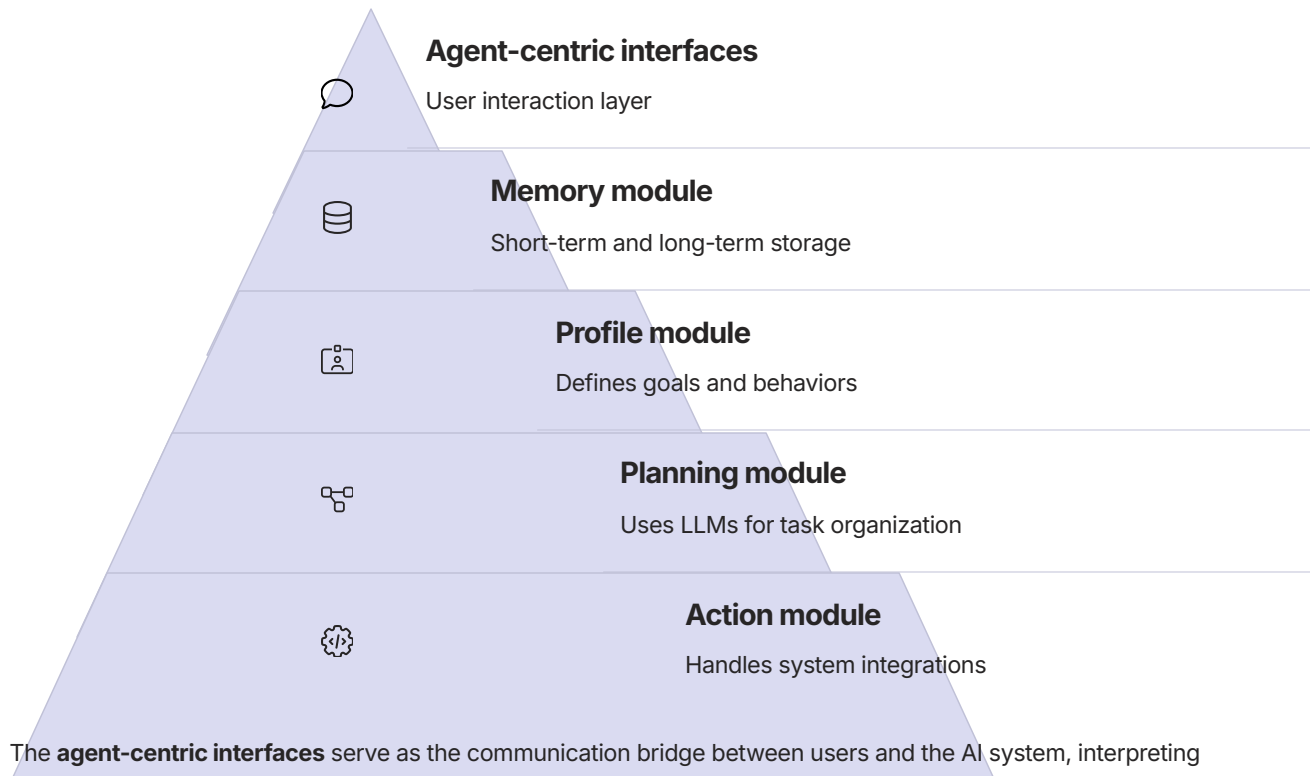 Agent-centric interfaces
User interaction layer
Memory module
Short-term and long-term storage
Profile module
Defines goals and behaviors
Planning module
Uses LLMs for task organization
Action module
Handles system integrations
The agent-centric interfaces serve as the communication bridge between users and the AI system, interpreting